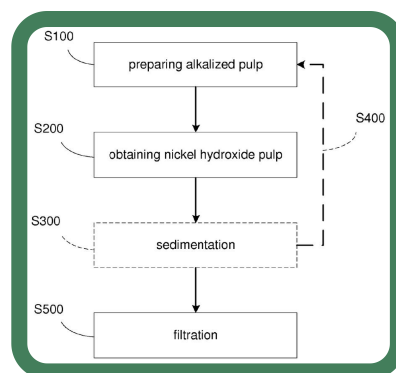 S100
preparing alkalized pulp
S400
S200
obtaining nickel hydroxide pulp
S300
sedimentation
S500
filtration